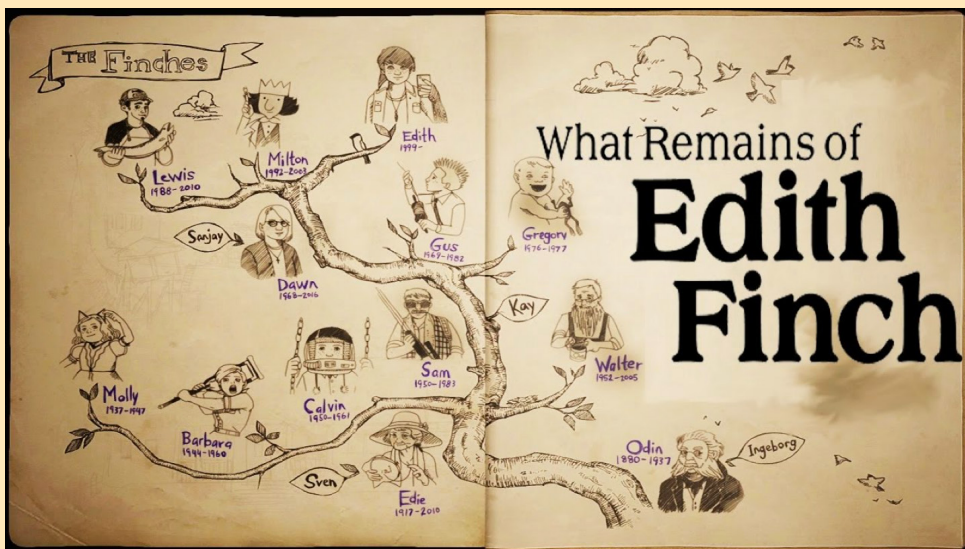 THE Finches
Lewis
1988-2010
Milton
1992-2003
Edith
1999-
What Remains of
Edith
Finch
Sanjay
Dawn
1968-2016
Gus
1969-1982
Gregory
1976-1977
Kay
Molly
1937-1947
Barbara
1944-1960
Calvin
1950-1961
Sam
1950-1983
Walter
1952-2005
Sven
Edie
1917-2010
Odin
1880-1937
Ingeborg